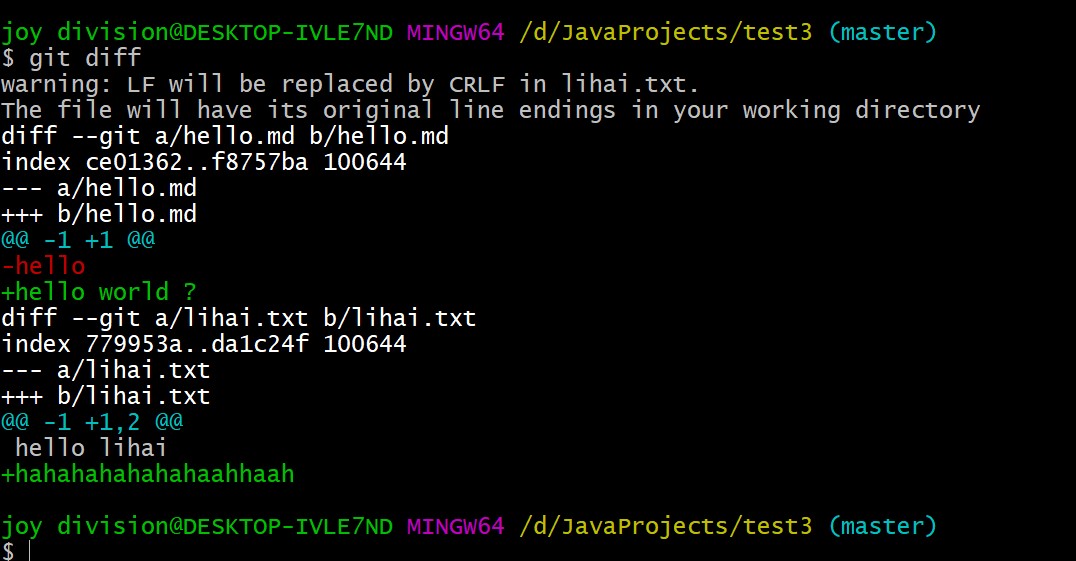 joy division@DESKTOP-IVLE7ND MINGW64 /d/JavaProjects/test3 (master)
$ git diff
warning: LF will be replaced by CRLF in lihai.txt.
The file will have its original line endings in your working directory
diff --git a/hello.md b/hello.md
index ce01362..f8757ba 100644
--- a/hello.md
+++ b/hello.md
@@ -1 +1 @@
-hello
+hello world ?
diff --git a/lihai.txt b/lihai.txt
index 779953a..da1c24f 100644
--- a/lihai.txt
+++ b/lihai.txt
@@ -1 +1,2 @@
 hello lihai
+hahahahahahahaahhaah
joy division@DESKTOP-IVLE7ND MINGW64 /d/JavaProjects/test3 (master)
$